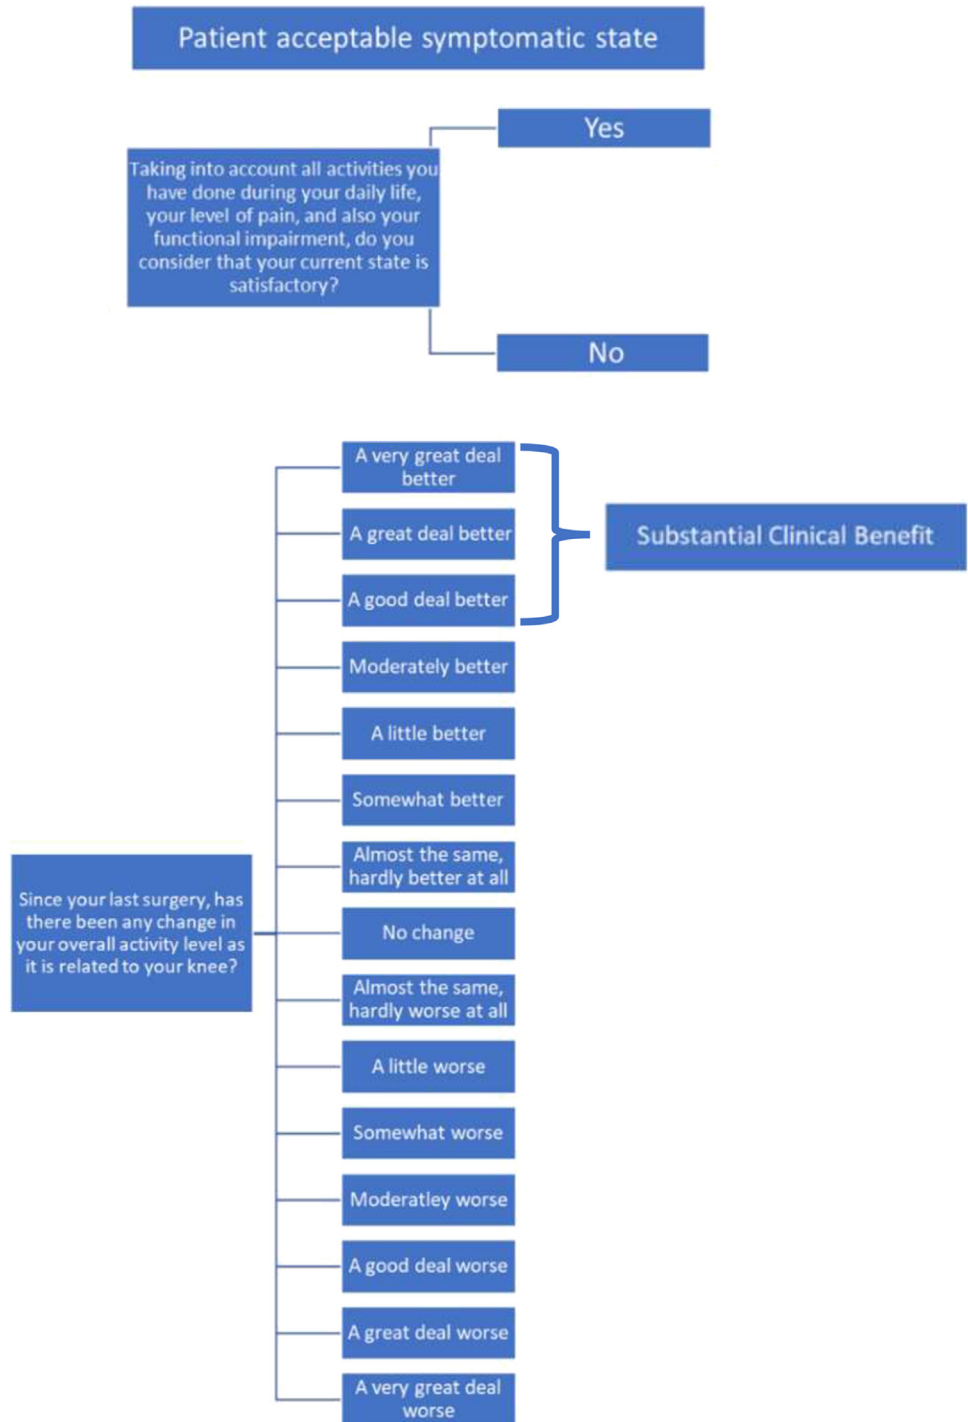 Patient acceptable symptomatic state
Yes
Taking into account all activities you
have done during your daily life,
your level of pain, and also your
functional impairment, do you
consider that your current state is
satisfactory?
No
A very great deal
better
A great deal better
A good deal better
Substantial Clinical Benefit
Moderately better
A little better
Somewhat better
Almost the same,
hardly better at all
Since your last surgery, has
there been any change in
your overall activity level as
it is related to your knee?
No change
Almost the same,
hardly worse at all
A little worse
Somewhat worse
Moderatley worse
A good deal worse
A great deal worse
A very great deal
worse